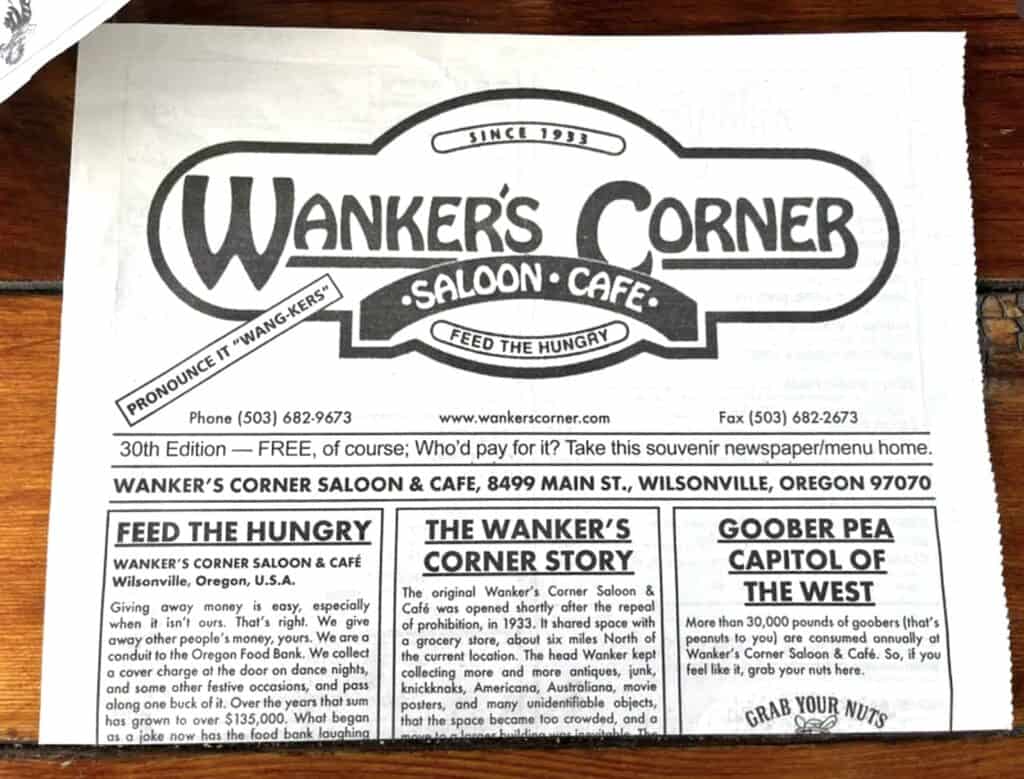 SINCE 1933
WANKER'S CORNER
•SALOON • CAFE•
FEED THE HUNGRY
PRONOUNCE IT "WANG-KERS"
Phone (503) 682-9673 www.wankerscorner.com Fax (503) 682-2673
30th Edition — FREE, of course; Who'd pay for it? Take this souvenir newspaper/menu home.
WANKER'S CORNER SALOON & CAFE, 8499 MAIN ST., WILSONVILLE, OREGON 97070
FEED THE HUNGRY
WANKER'S CORNER SALOON & CAFÉ
Wilsonville, Oregon, U.S.A.
Giving away money is easy, especially
when it isn't ours. That's right. We give
away other people's money, yours. We are a
conduit to the Oregon Food Bank. We collect
a cover charge at the door on dance nights,
and some other festive occasions, and pass
along one buck of it. Over the years that sum
has grown to over $135,000. What began
as a joke now has the food bank laughing
THE WANKER'S
CORNER STORY
The original Wanker's Corner Saloon &
Café was opened shortly after the repeal
of prohibition, in 1933. It shared space with
a grocery store, about six miles North of
the current location. The head Wanker kept
collecting more and more antiques, junk,
knickknaks, Americana, Australiana, movie
posters, and many unidentifiable objects,
that the space became too crowded, and a
move to a larger building was inevitable. The
GOOBER PEA
CAPITOL OF
THE WEST
More than 30,000 pounds of goobers (that's
peanuts to you) are consumed annually at
Wanker's Corner Saloon & Café. So, if you
feel like it, grab your nuts here.
GRAB YOUR NUTS